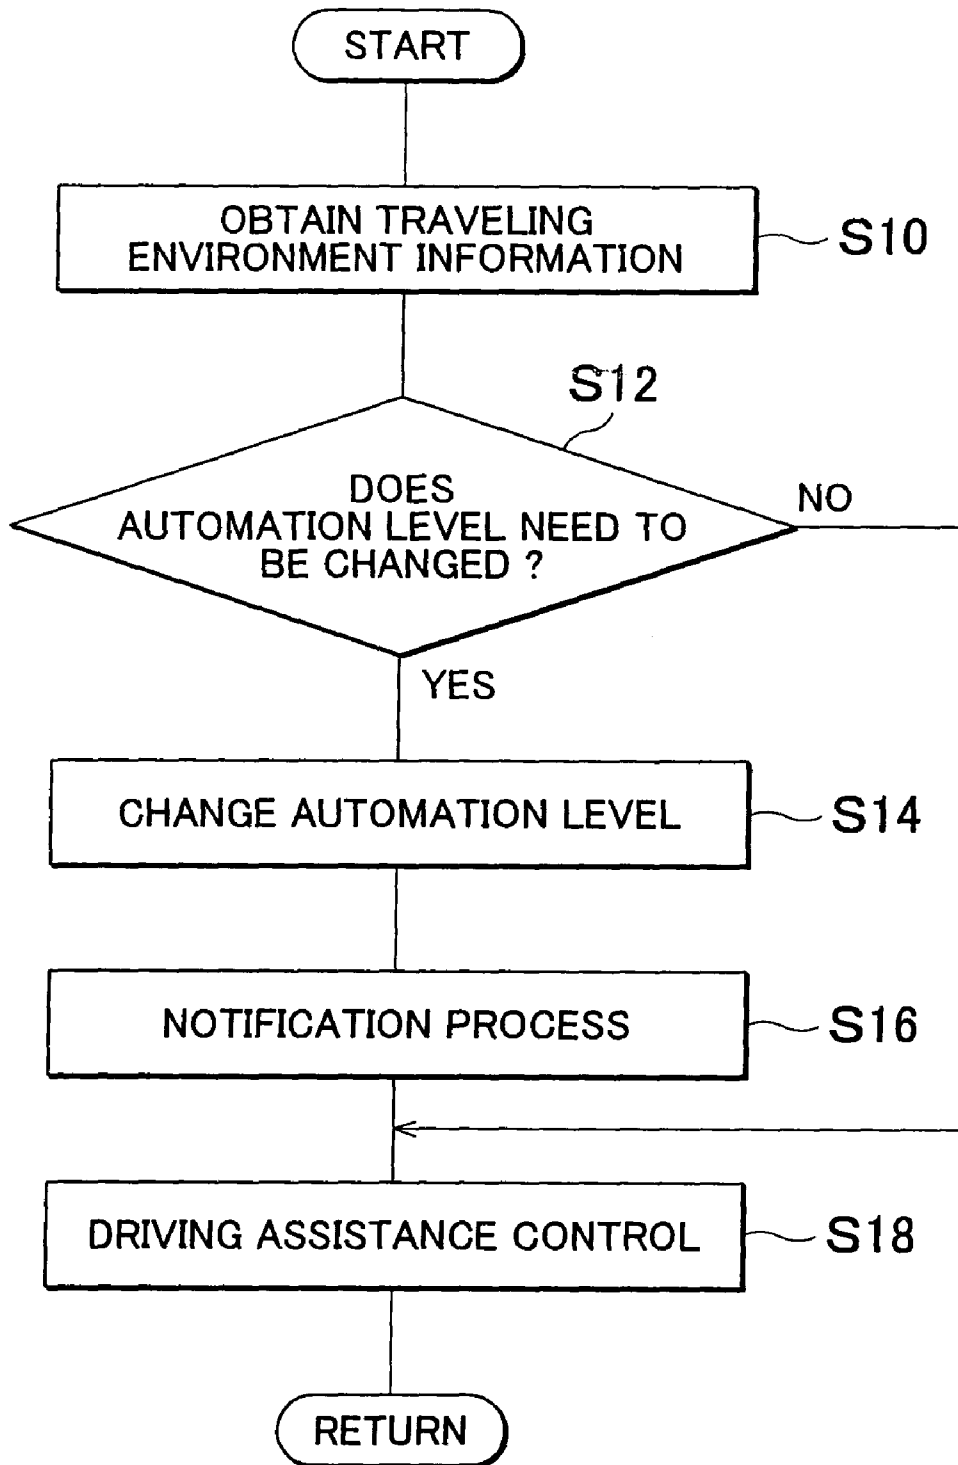 START
OBTAIN TRAVELING
ENVIRONMENT INFORMATION
S10
S12
DOES
AUTOMATION LEVEL NEED TO
BE CHANGED ?
NO
YES
CHANGE AUTOMATION LEVEL
S14
NOTIFICATION PROCESS
S16
DRIVING ASSISTANCE CONTROL
S18
RETURN